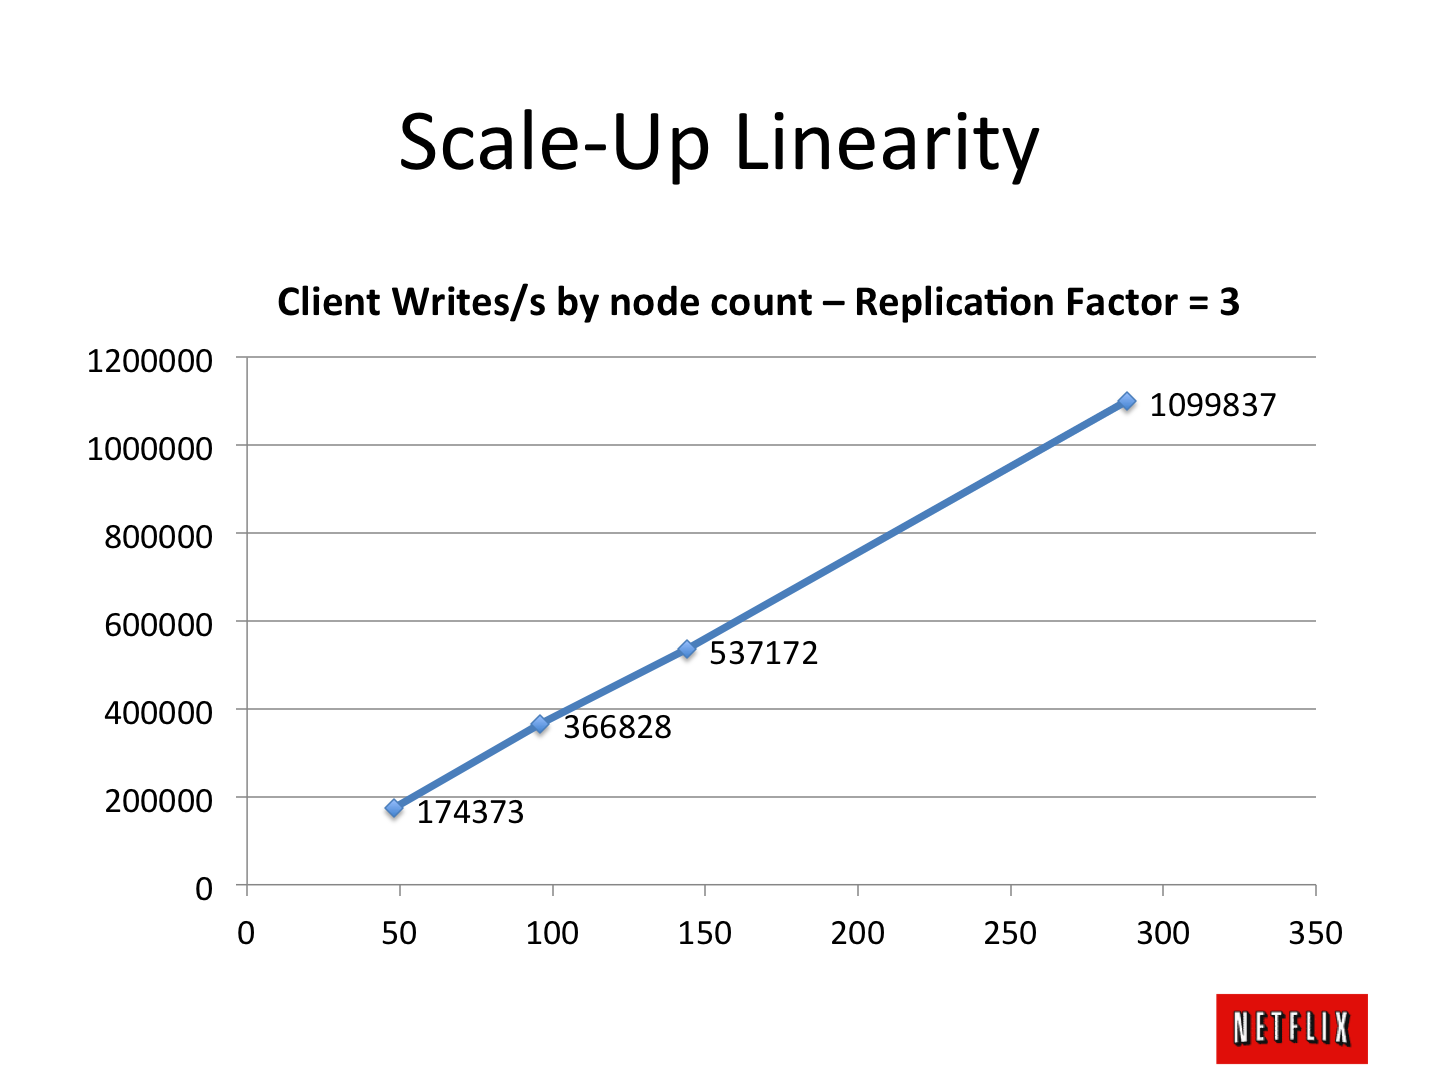 Scale-Up Linearity
Client Writes/s by node count – Replication Factor = 3
1200000
1000000
800000
600000
400000
200000
0
1099837
537172
366828
174373
0 50 100 150 200 250 300 350
NETFLIX